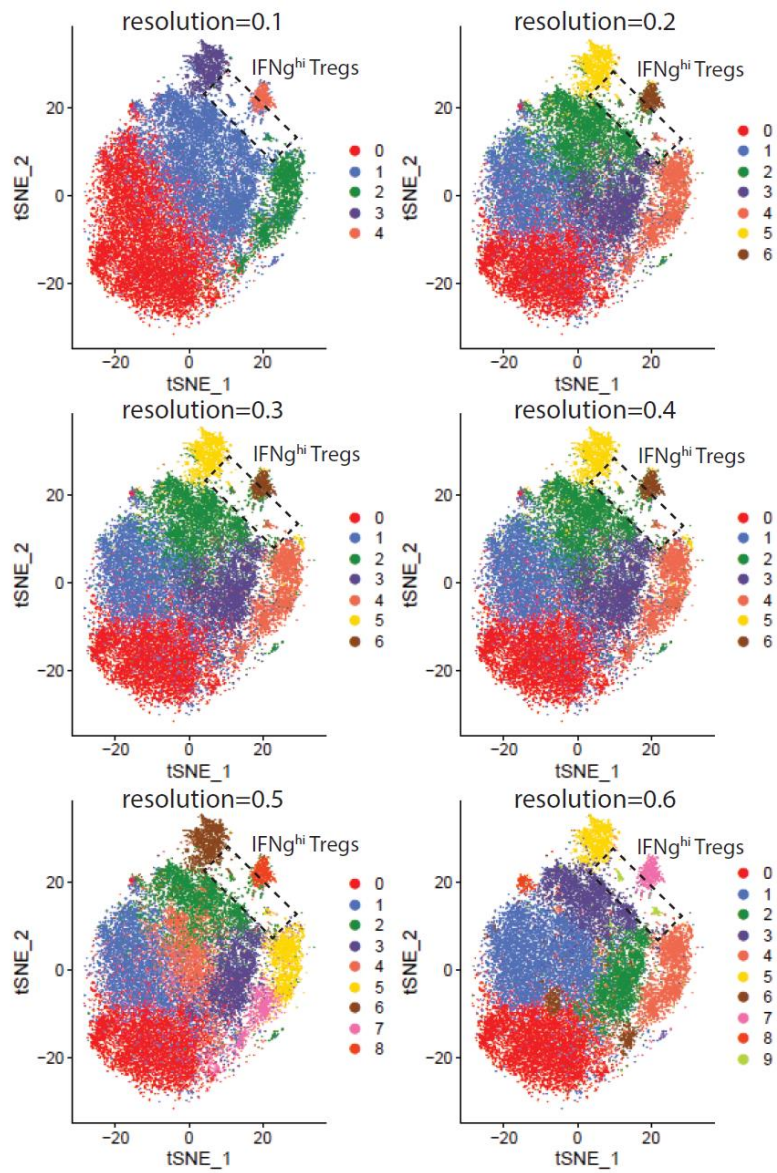 resolution=0.1
IFNg^hi Tregs
tSNE_2
20
0
−20
−20 0 20
tSNE_1
0
1
2
3
4
resolution=0.2
IFNg^hi Tregs
tSNE_2
20
0
−20
−20 0 20
tSNE_1
0
1
2
3
4
5
6
resolution=0.3
IFNg^hi Tregs
tSNE_2
20
0
−20
−20 0 20
tSNE_1
0
1
2
3
4
5
6
resolution=0.4
IFNg^hi Tregs
tSNE_2
20
0
−20
−20 0 20
tSNE_1
0
1
2
3
4
5
6
resolution=0.5
IFNg^hi Tregs
tSNE_2
20
0
−20
−20 0 20
tSNE_1
0
1
2
3
4
5
6
7
8
resolution=0.6
IFNg^hi Tregs
tSNE_2
20
0
−20
−20 0 20
tSNE_1
0
1
2
3
4
5
6
7
8
9